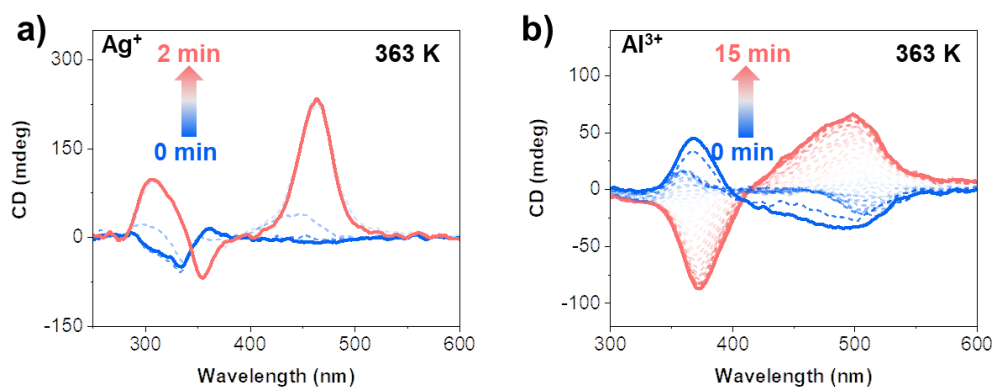 a)
Ag+
2 min
363 K
0 min
CD (mdeg)
300
150
0
-150
300
400
500
600
Wavelength (nm)
b)
Al3+
15 min
363 K
0 min
CD (mdeg)
100
50
0
-50
-100
300
400
500
600
Wavelength (nm)